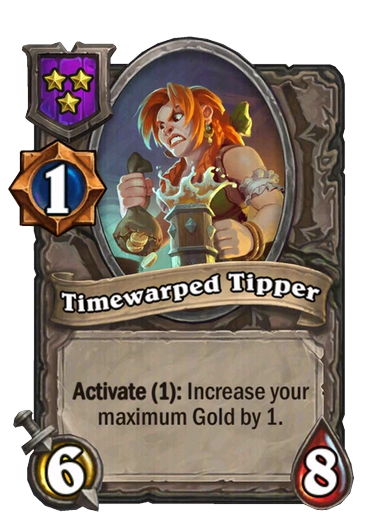 1
Timewarped Tipper
Activate (1): Increase your
maximum Gold by 1.
6
8